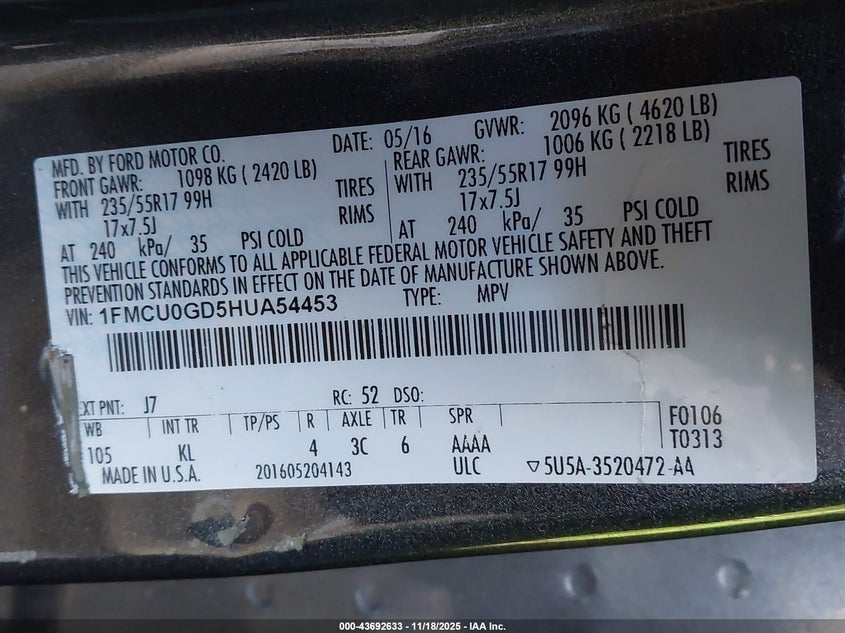 MFD. BY FORD MOTOR CO. DATE: 05/16 GVWR: 2096 KG ( 4620 LB)
FRONT GAWR: 1098 KG ( 2420 LB) REAR GAWR: 1006 KG ( 2218 LB)
WITH 235/55R17 99H TIRES WITH 235/55R17 99H TIRES
17x7.5J RIMS 17x7.5J RIMS
AT 240 kPa/ 35 PSI COLD AT 240 kPa/ 35 PSI COLD
THIS VEHICLE CONFORMS TO ALL APPLICABLE FEDERAL MOTOR VEHICLE SAFETY AND THEFT
PREVENTION STANDARDS IN EFFECT ON THE DATE OF MANUFACTURE SHOWN ABOVE.
VIN: 1FMCU0GD5HUA54453 TYPE: MPV
EXT PNT: J7 RC: 52 DSO:
WB INT TR TP/PS R AXLE TR SPR F0106
105 KL 4 3C 6 AAAA T0313
MADE IN U.S.A. 201605204143 ULC ▽5U5A-3520472-AA
000-43692633 - 11/18/2025 - IAA Inc.